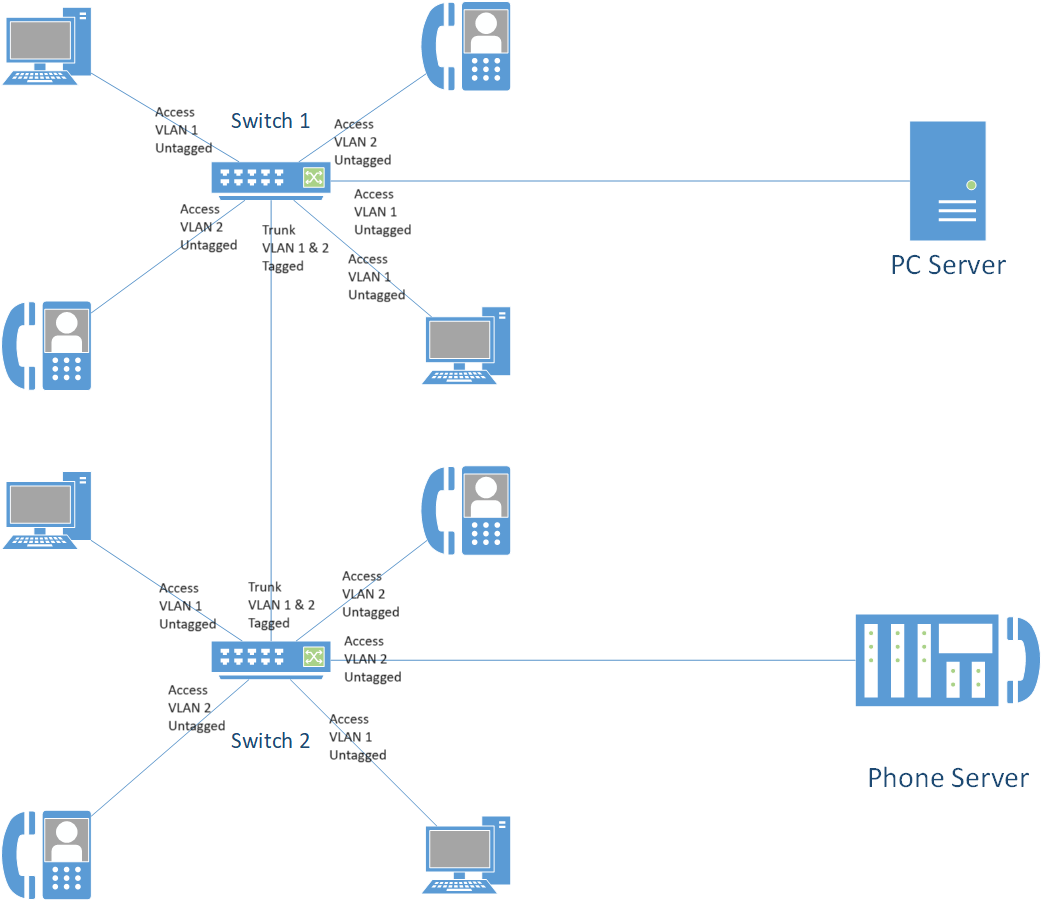 Access
VLAN 1
Untagged
Switch 1
Access
VLAN 2
Untagged
Access
VLAN 1
Untagged
PC Server
Access
VLAN 2
Untagged
Trunk
VLAN 1 & 2
Tagged
Access
VLAN 1
Untagged
Access
VLAN 1
Untagged
Trunk
VLAN 1 & 2
Tagged
Access
VLAN 2
Untagged
Access
VLAN 2
Untagged
Access
VLAN 2
Untagged
Switch 2
Access
VLAN 1
Untagged
Phone Server